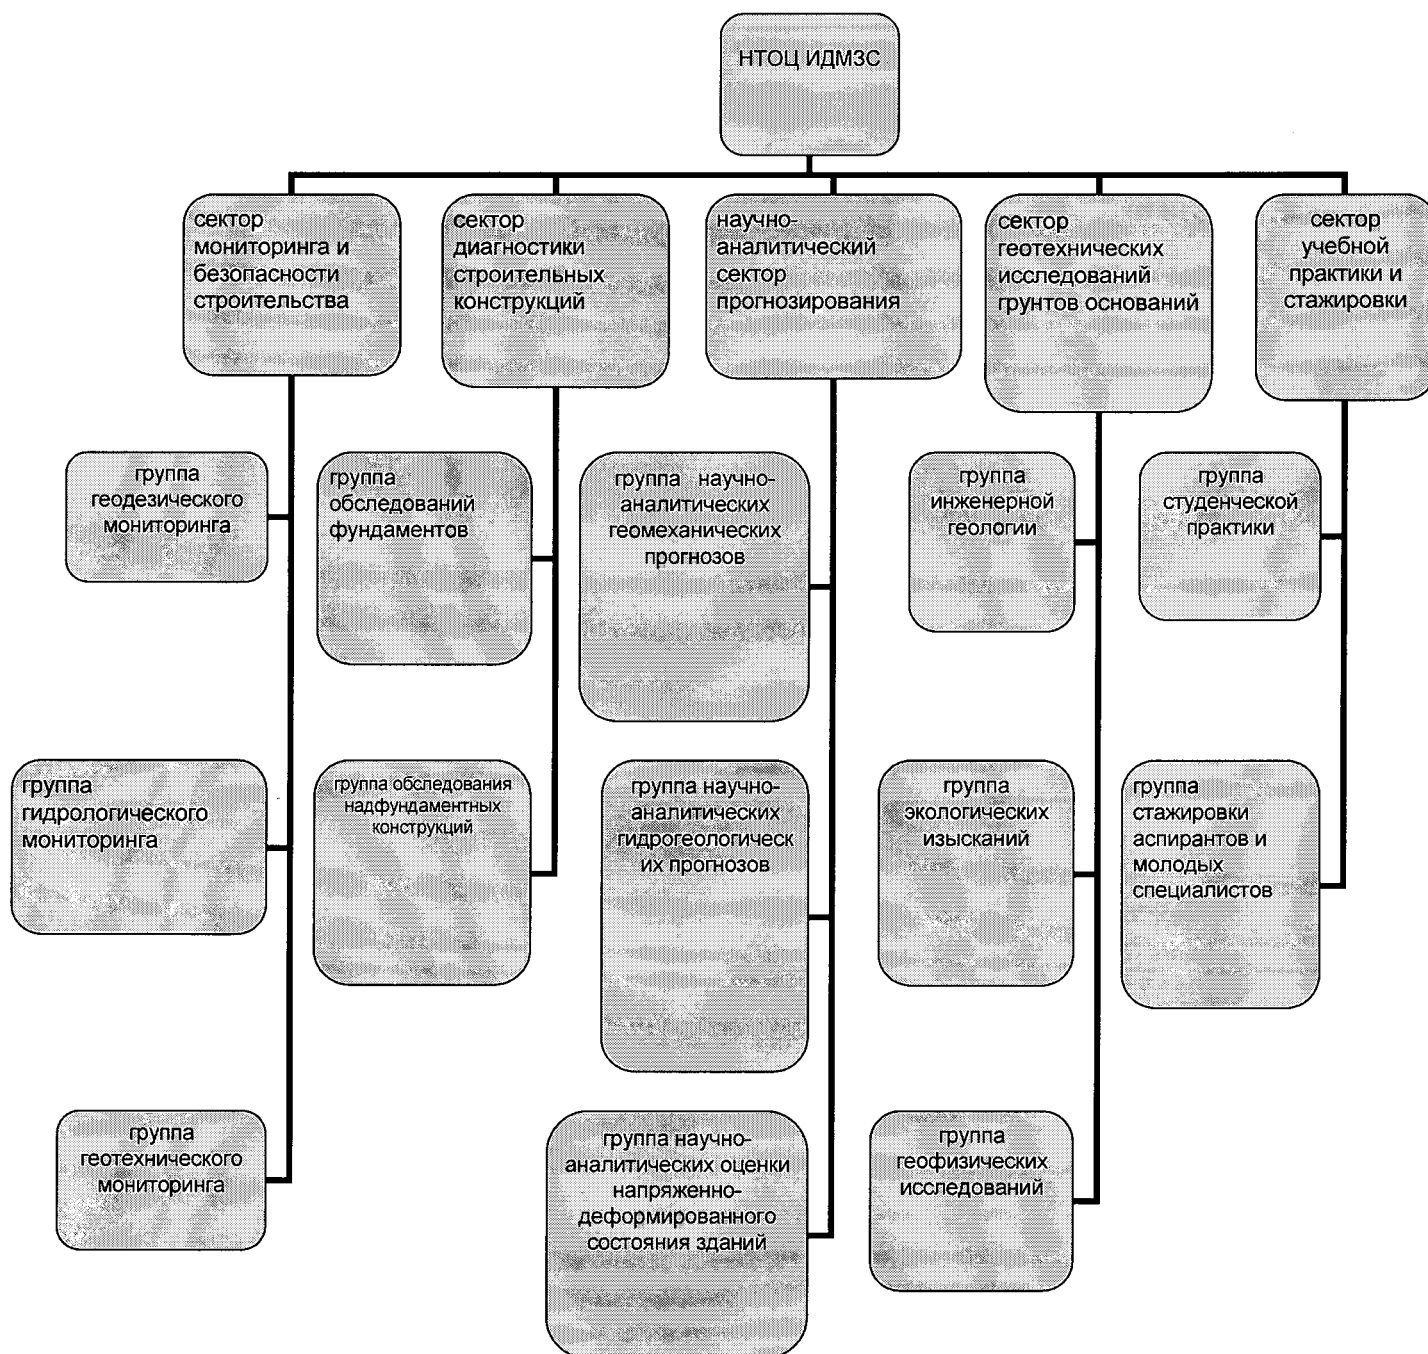 НТОЦ ИДМЗС
сектор
мониторинга и
безопасности
строительства
сектор
диагностики
строительных
конструкций
научно-
аналитический
сектор
прогнозирования
сектор
геотехнических
исследований
грунтов оснований
сектор
учебной
практики и
стажировки
группа
геодезического
мониторинга
группа
обследований
фундаментов
группа научно-
аналитических
геомеханических
прогнозов
группа
инженерной
геологии
группа
студенческой
практики
группа
гидрологического
мониторинга
группа обследования
надфундаментных
конструкций
группа научно-
аналитических
гидрогеологическ
их прогнозов
группа
экологических
изысканий
группа
стажировки
аспирантов и
молодых
специалистов
группа
геотехнического
мониторинга
группа научно-
аналитических оценки
напряженно-
деформированного
состояния зданий
группа
геофизических
исследований